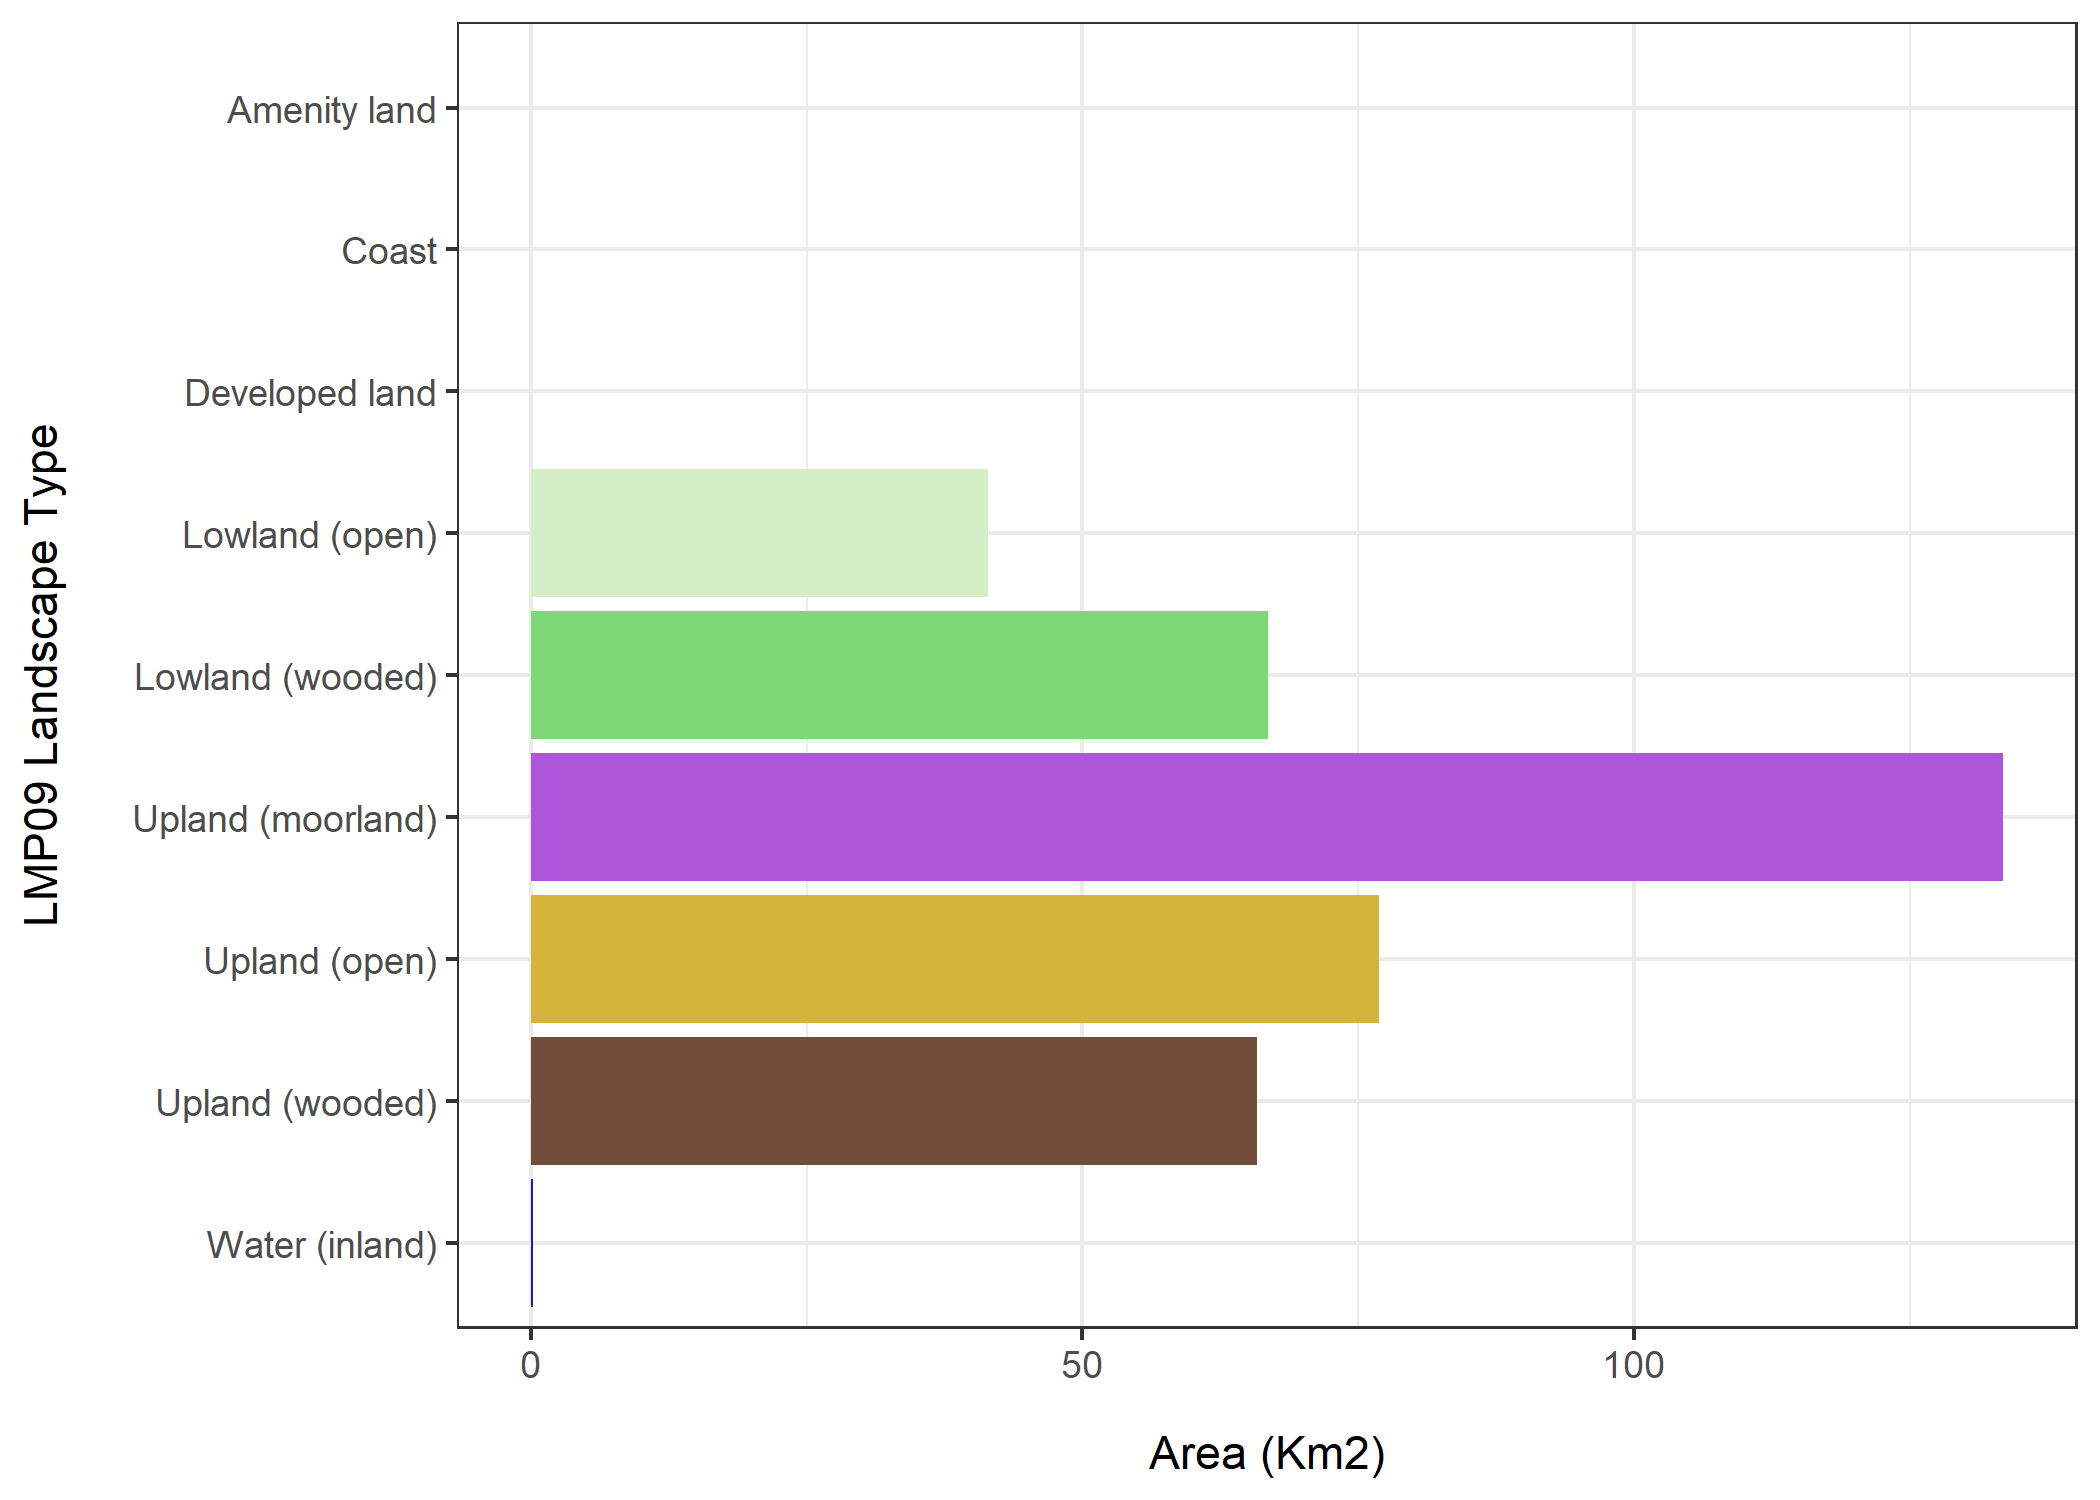 LMP09 Landscape Type
Amenity land
Coast
Developed land
Lowland (open)
Lowland (wooded)
Upland (moorland)
Upland (open)
Upland (wooded)
Water (inland)
0 50 100
Area (Km2)